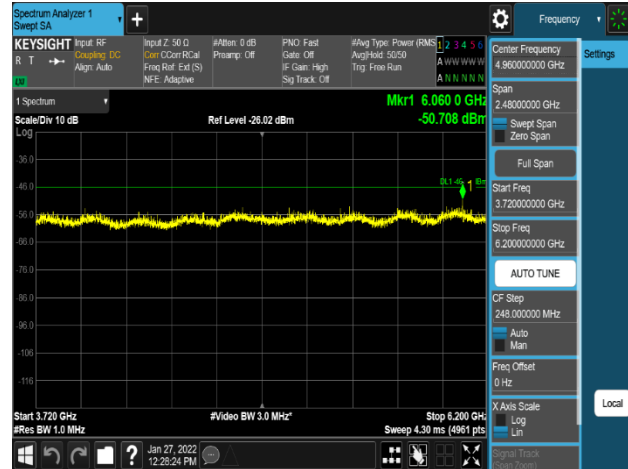 Spectrum Analyzer 1
Swept SA
+
Frequency
KEYSIGHT
R T
Input: RF
Coupling: DC
Align: Auto
Input Z: 50 Ω
Corr CCorr RCal
Freq Ref: Ext (S)
NFE: Adaptive
#Atten: 0 dB
Preamp: Off
PNO: Fast
Gate: Off
IF Gain: High
Sig Track: Off
#Avg Type: Power (RMS
Avg|Hold: 50/50
Trig: Free Run
1 2 3 4 5 6
A W W W W W
A N N N N N
1 Spectrum
Scale/Div 10 dB
Log
Ref Level -26.02 dBm
Mkr1 6.060 0 GHz
-50.708 dBm
-36.0
-46.0
-56.0
-66.0
-76.0
-86.0
-96.0
-106
-116
DL1 -46
1
Start 3.720 GHz
#Res BW 1.0 MHz
#Video BW 3.0 MHz*
Stop 6.200 GHz
Sweep 4.30 ms (4961 pts
?
Jan 27, 2022
12:28:24 PM
Center Frequency
4.960000000 GHz
Span
2.48000000 GHz
Swept Span
Zero Span
Full Span
Start Freq
3.720000000 GHz
Stop Freq
6.200000000 GHz
AUTO TUNE
CF Step
248.000000 MHz
Auto
Man
Freq Offset
0 Hz
X Axis Scale
Log
Lin
Signal Track
(Span Zoom)
Settings
Local